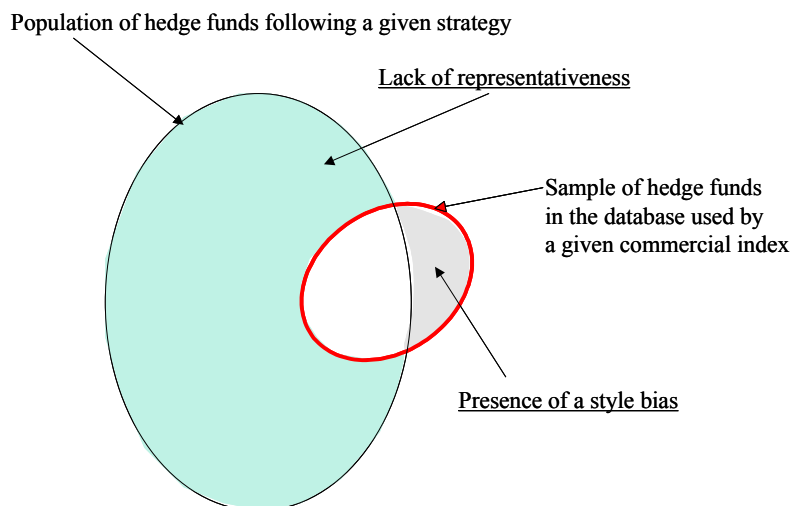 Population of hedge funds following a given strategy
Lack of representativeness
Sample of hedge funds
in the database used by
a given commercial index
Presence of a style bias